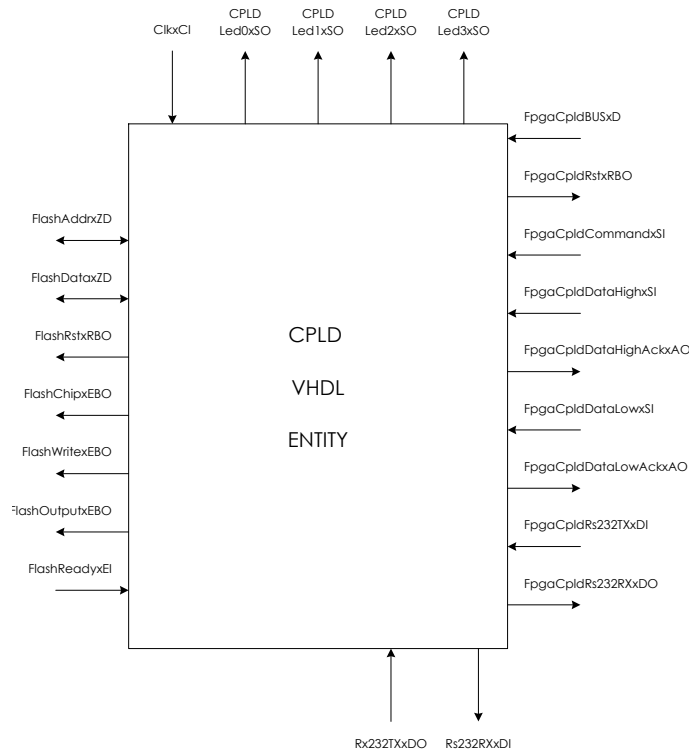 CPLD CPLD CPLD CPLD
ClkxCI Led0xSO Led1xSO Led2xSO Led3xSO
FpgaCpldBUSxD
FpgaCpldRstxRBO
FlashAddrxZD
FpgaCpldCommandxSI
FlashDataxZD
FpgaCpldDataHighxSI
FlashRstxRBO
CPLD
FpgaCpldDataHighAckxAO
FlashChipxEBO
VHDL
FpgaCpldDataLowxSI
ENTITY
FlashWritexEBO
FpgaCpldDataLowAckxAO
FlashOutputxEBO
FpgaCpldRs232TXxDI
FlashReadyxEI
FpgaCpldRs232RXxDO
Rx232TXxDO Rs232RXxDI